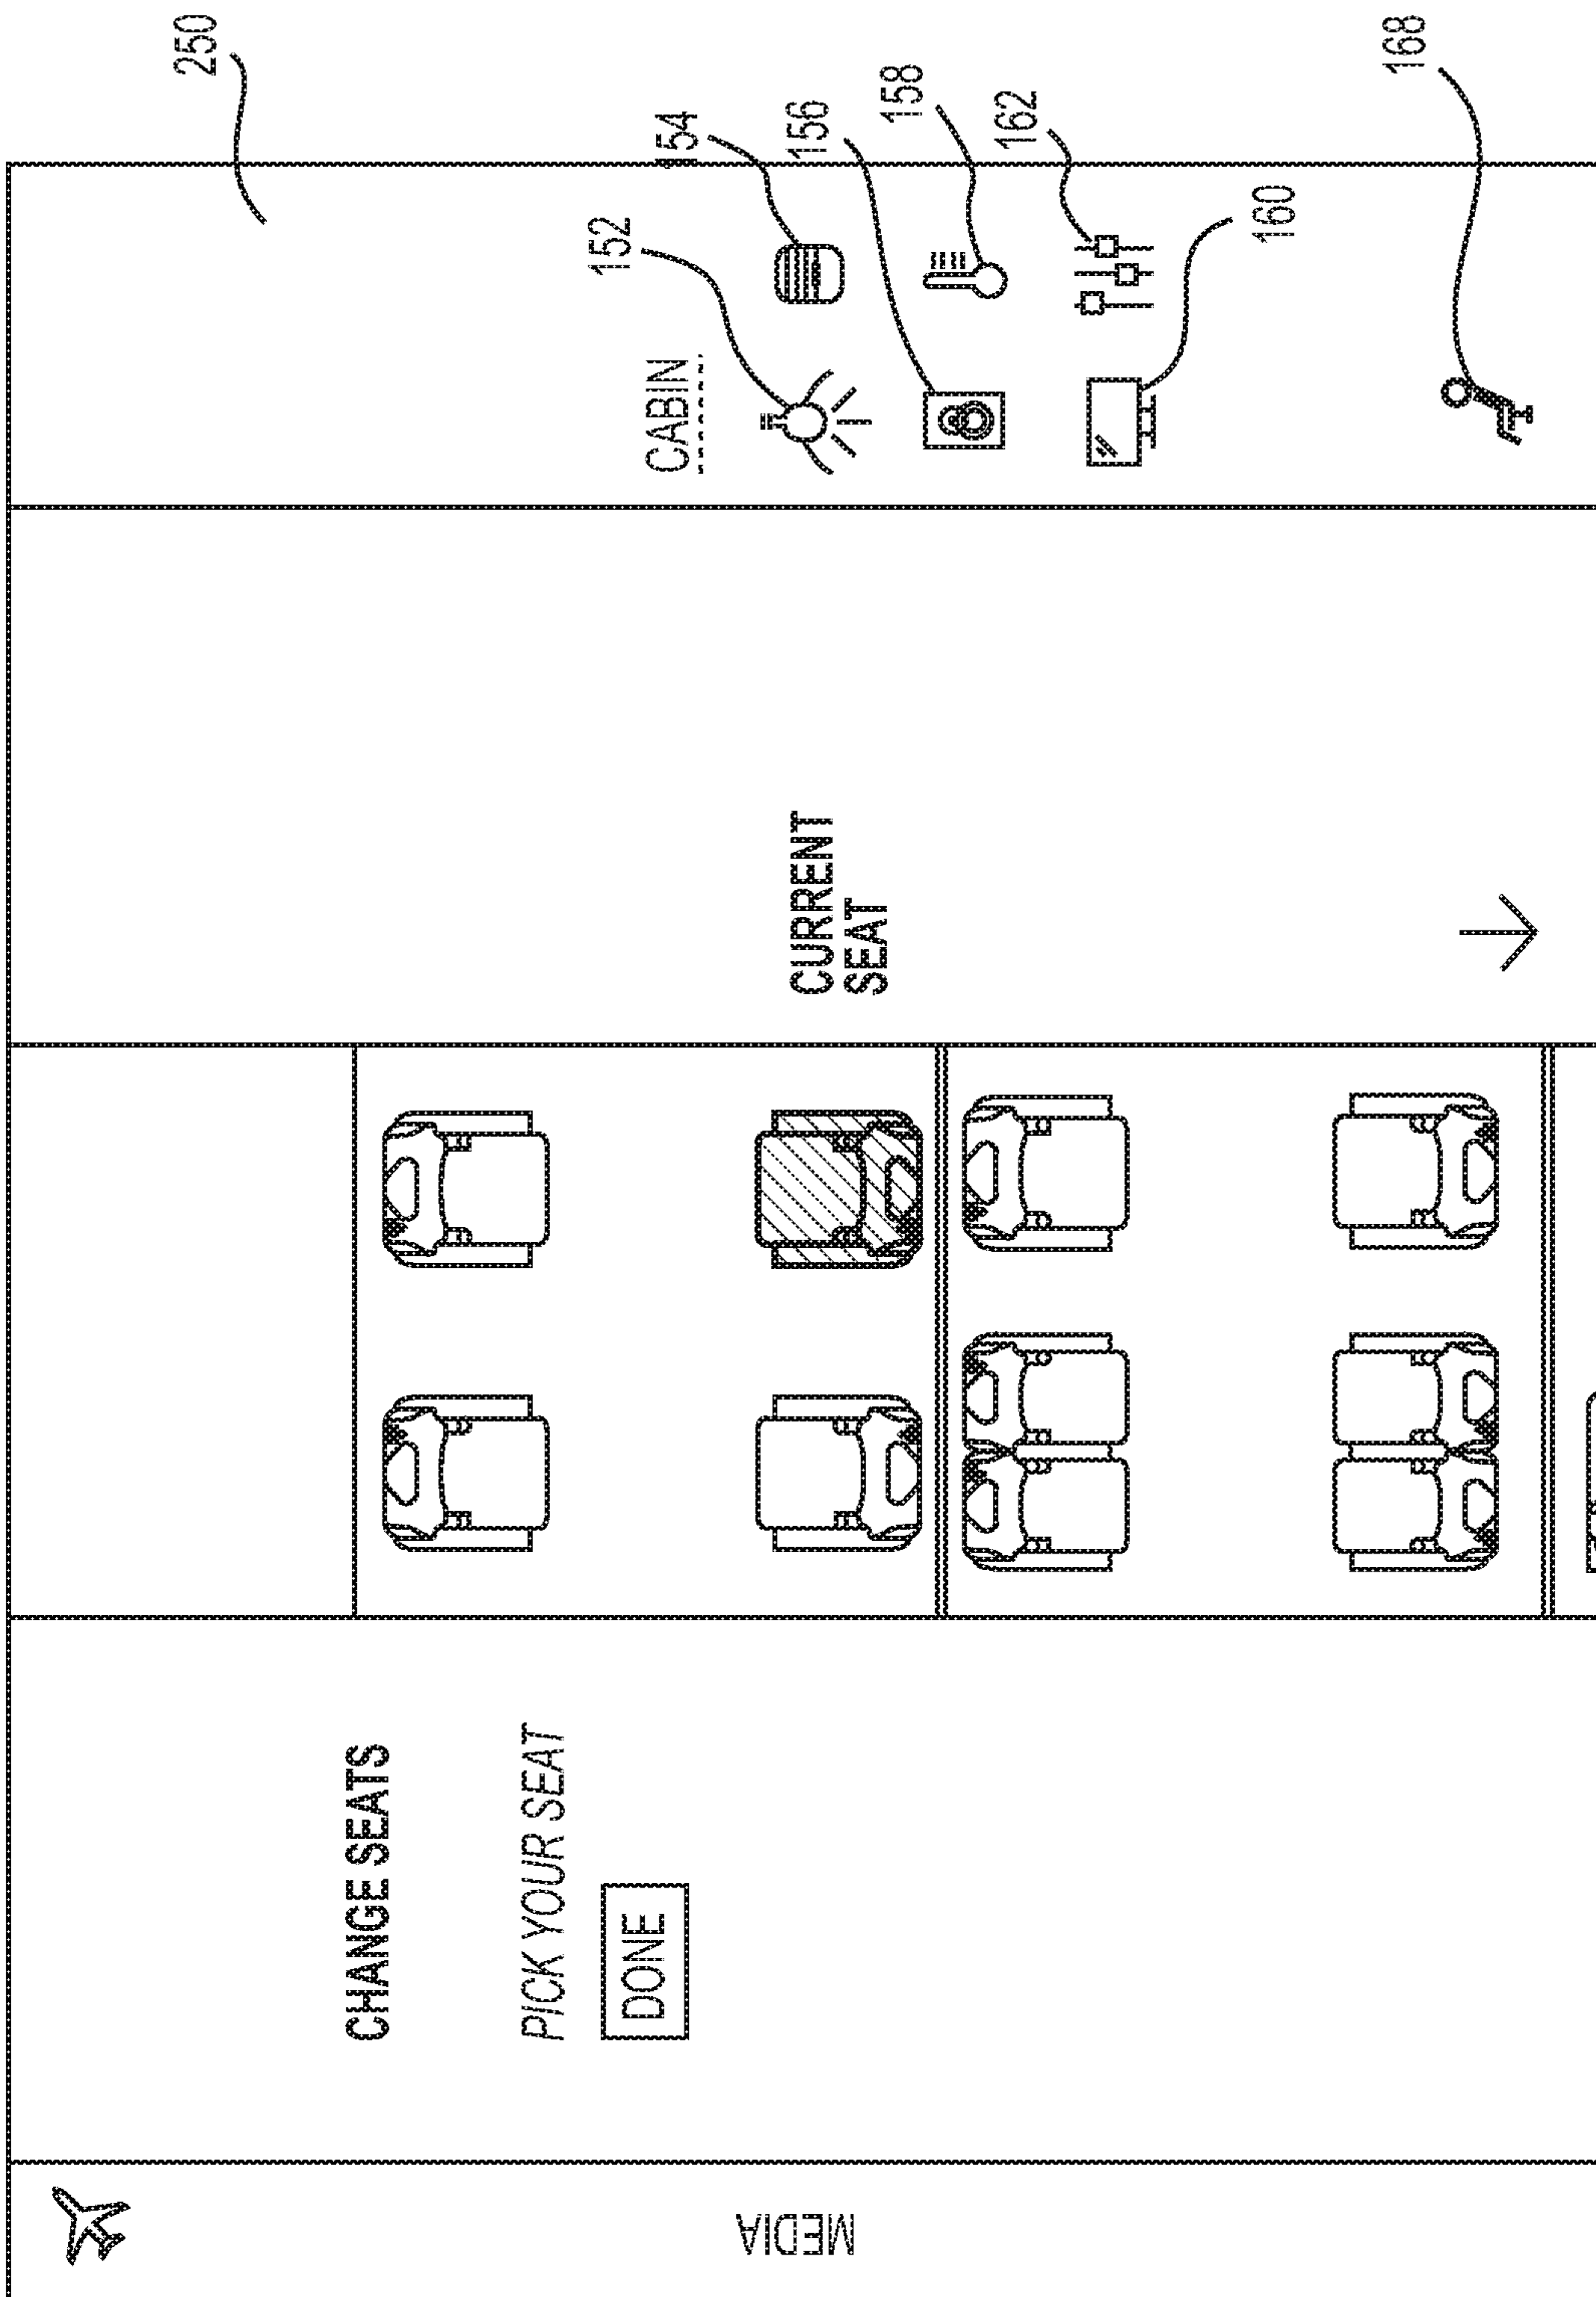 250
154
156
158
162
168
152
160
CABIN
CURRENT
SEAT
CHANGE SEATS
PICK YOUR SEAT
DONE
MEDIA